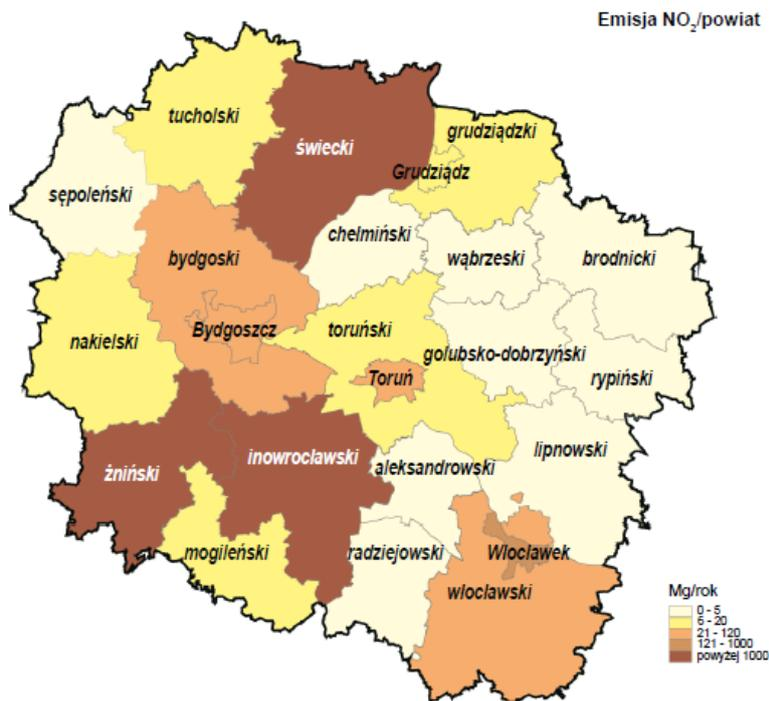 Emisja NO₂/powiat
tucholski
grudziądzki
świecki
Grudziądz
sępoleński
chełmiński
bydgoski
wąbrzeski
brodnicki
Bydgoszcz
toruński
nakielski
golubsko-dobrzyński
Toruń
rypiński
inowrocławski
lipnowski
żniński
aleksandrowski
mogileński
radziejowski
Włocławek
włocławski
Mg/rok
0 - 5
6 - 20
21 - 120
121 - 1000
powyżej 1000